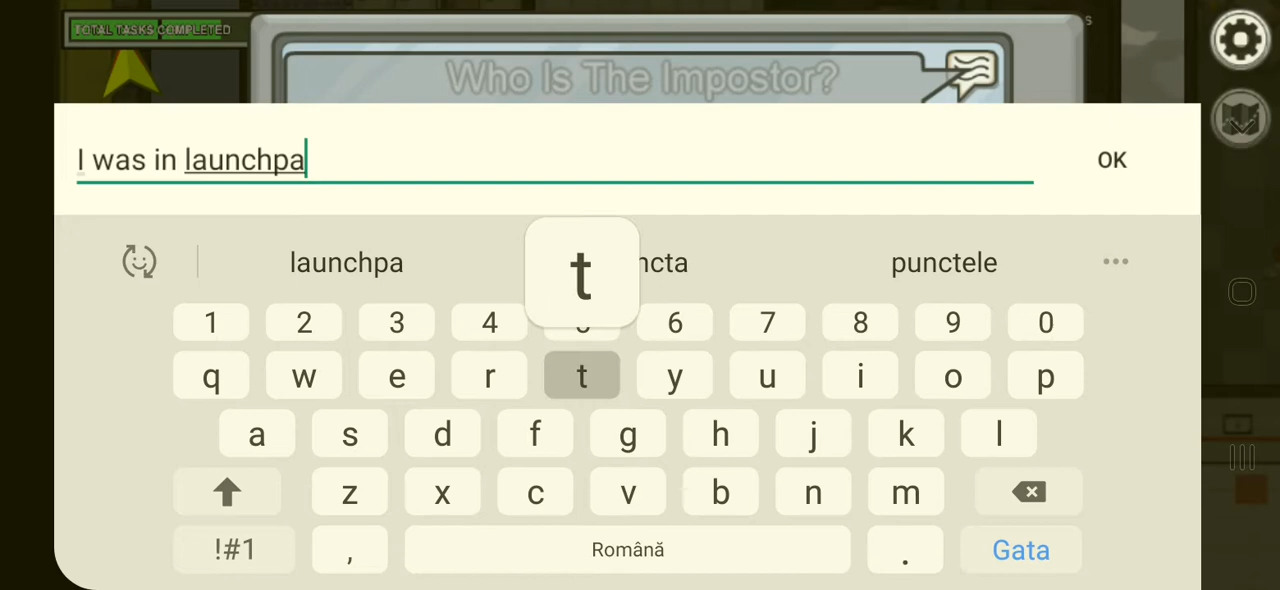 TOTAL TASKS COMPLETED
s
Who Is The Impostor?
I was in launchpa
OK
launchpa ncta punctele
t
1 2 3 4 5 6 7 8 9 0
q w e r t y u i o p
a s d f g h j k l
z x c v b n m
!#1 , Română . Gata